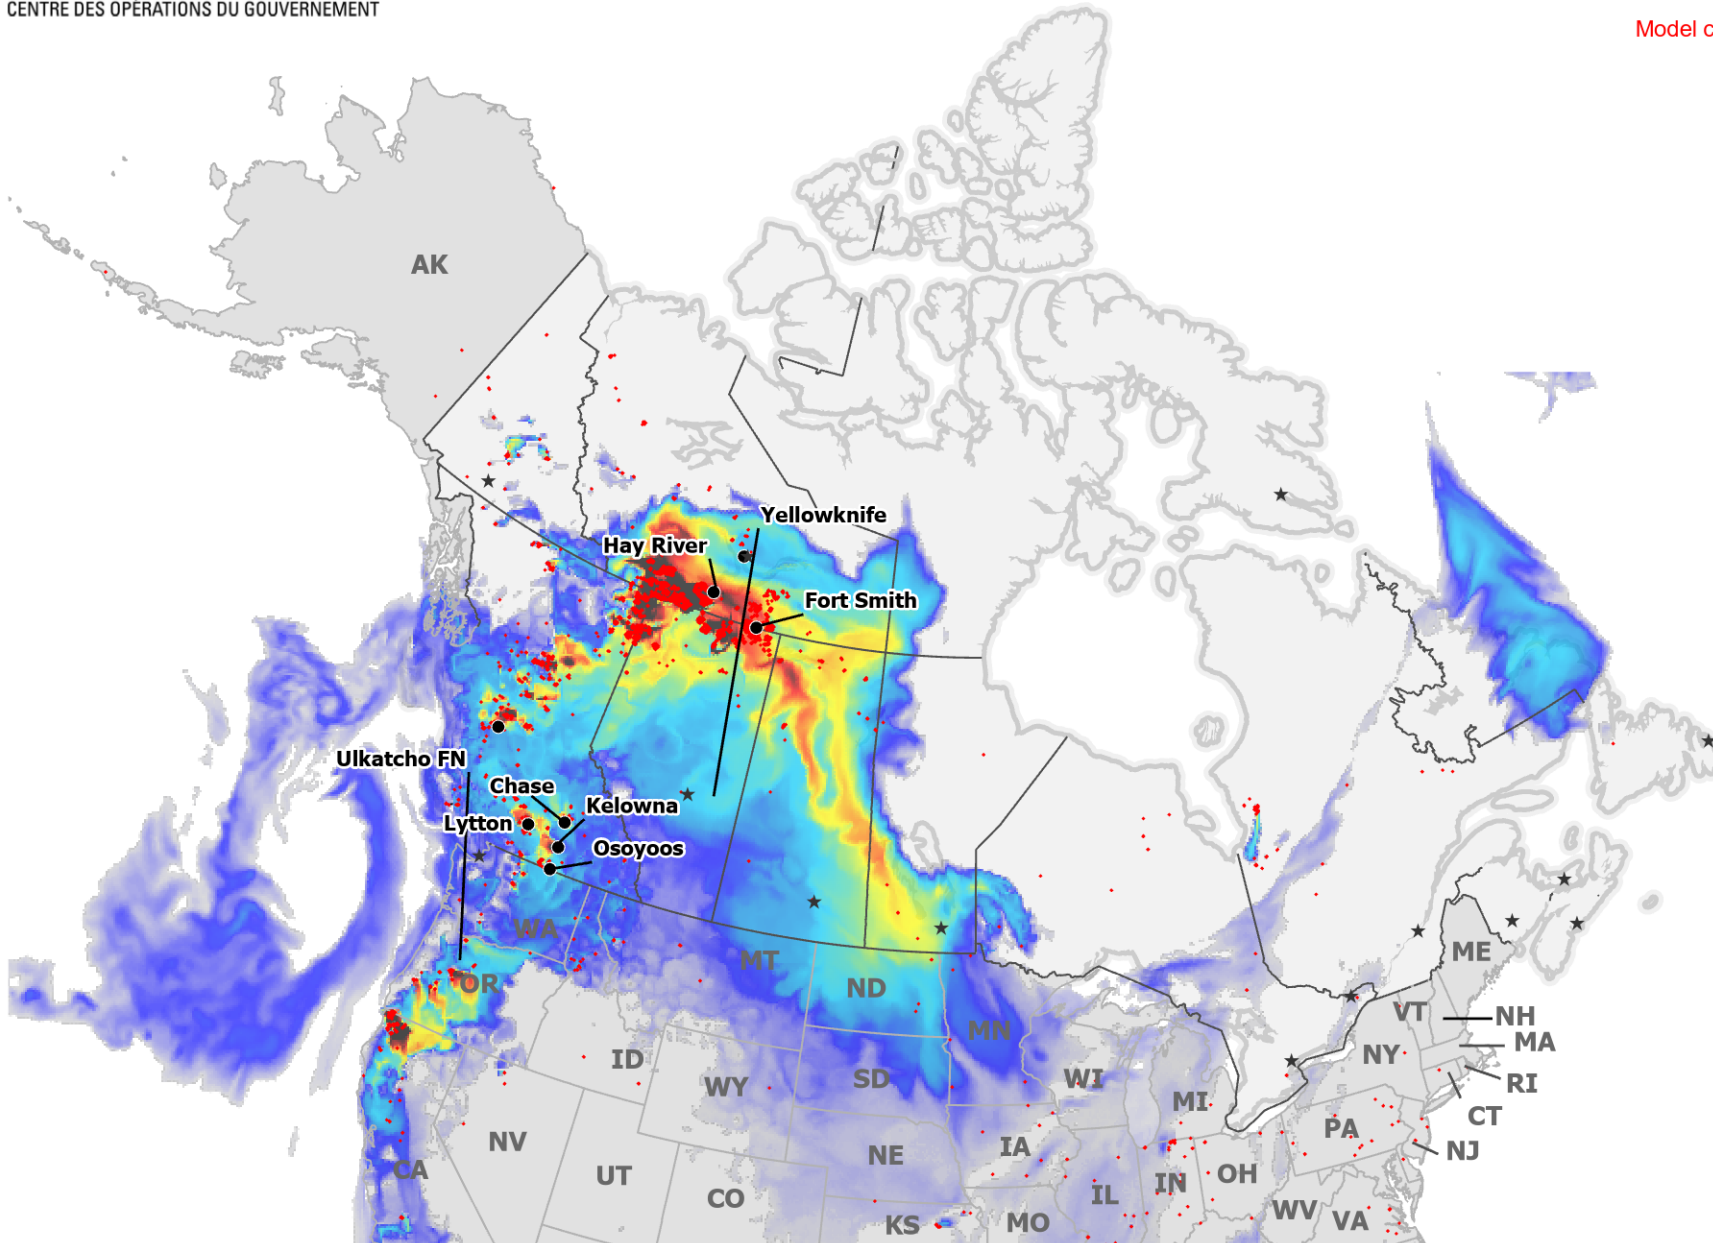 CENTRE DES OPÉRATIONS DU GOUVERNEMENT
Model c
AK
Yellowknife
Hay River
Fort Smith
Ulkatcho FN
Chase
Kelowna
Lytton
Osoyoos
WA
MT
ME
OR
ND
VT
NH
MN
MA
NY
ID
SD
WI
RI
WY
MI
CT
PA
NV
IA
NJ
NE
CA
UT
OH
IN
CO
IL
WV
VA
KS
MO